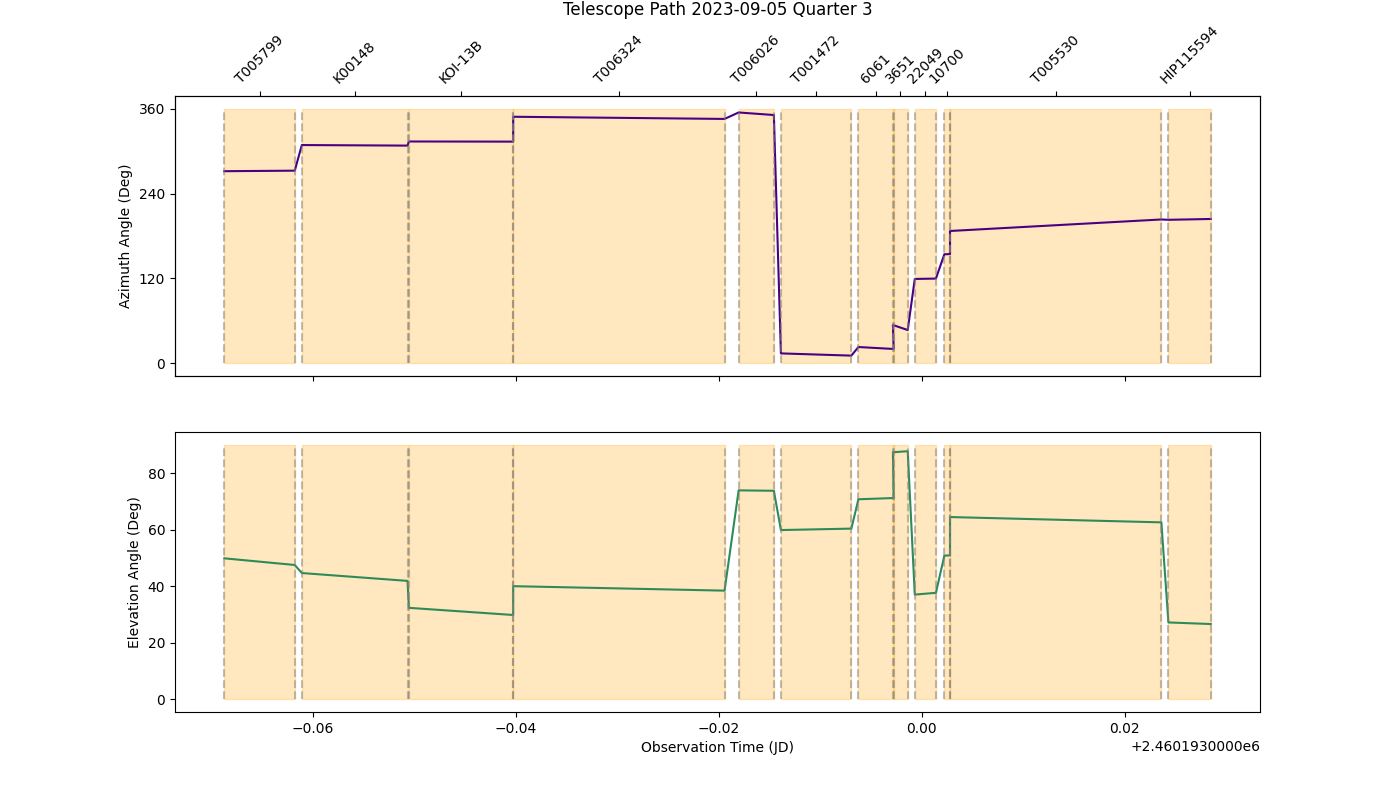 Telescope Path 2023-09-05 Quarter 3
T005799
K00148
KOI-13B
T006324
T006026
T001472
6061
3651
22049
10700
T005530
HIP115594
360
240
120
0
Azimuth Angle (Deg)
80
60
40
20
0
Elevation Angle (Deg)
−0.06
−0.04
−0.02
0.00
0.02
Observation Time (JD)
+2.4601930000e6